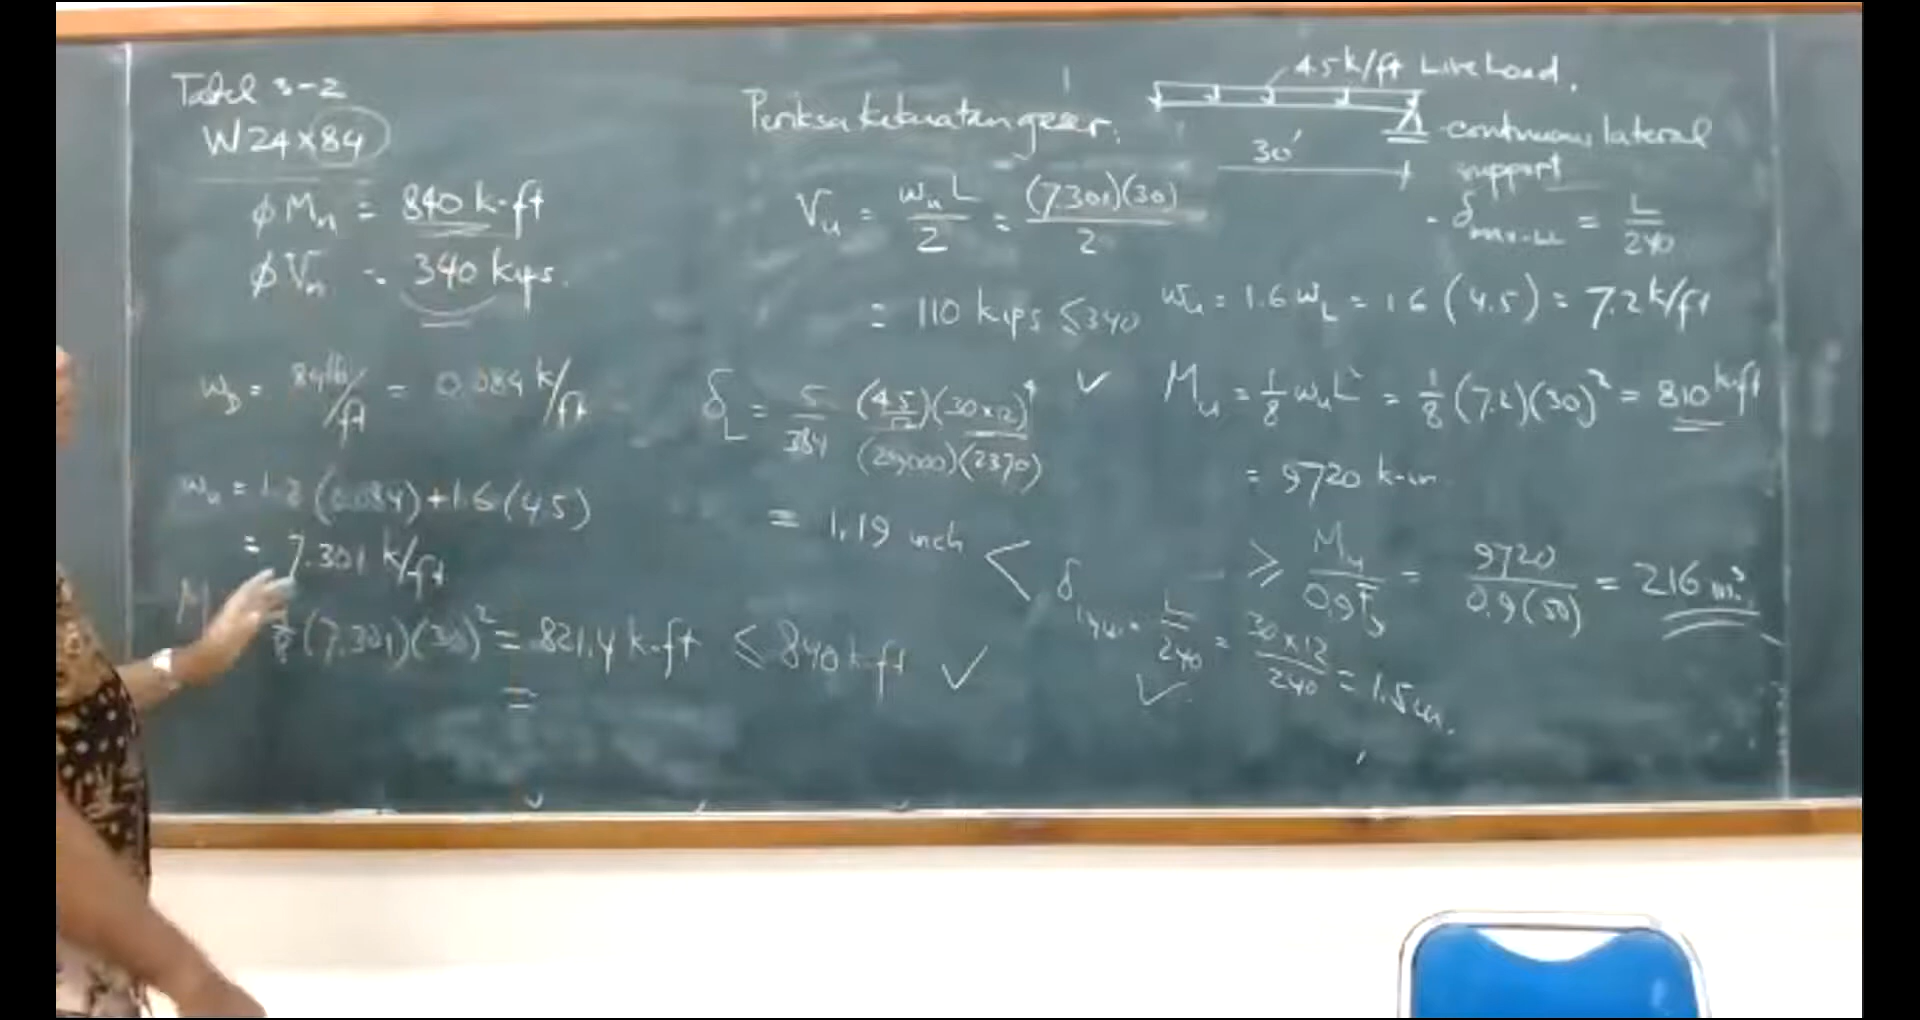 Tabel 3-2
W24×84
φMn = 840 k-ft
φVn = 340 kips.
wD = 84 lb/ft = 0.084 k/ft
wu = 1.2 (0.084) + 1.6 (4.5)
= 7.301 k/ft
M 1/8 (7.301)(30)² = 821.4 k-ft ≤ 840 k-ft ✓
=
Periksa kekuatan geser.
Vu = wu L / 2 = (7.301)(30) / 2
= 110 kips ≤ 340
✓
δL = 5/384 (4.5/12)(30×12)⁴ / (29000)(2370)
= 1.19 inch <
L/240 = 30×12/240 = 1.5 in.
✓
4.5 k/ft Live Load.
30'
- continuous lateral
support
- δmax-LL = L/240
wu = 1.6 wL = 1.6 (4.5) = 7.2 k/ft
Mu = 1/8 wu L² = 1/8 (7.2)(30)² = 810 k-ft
= 9720 k-in
≥ Mu / 0.9 Fy = 9720 / 0.9 (50) = 216 in³.